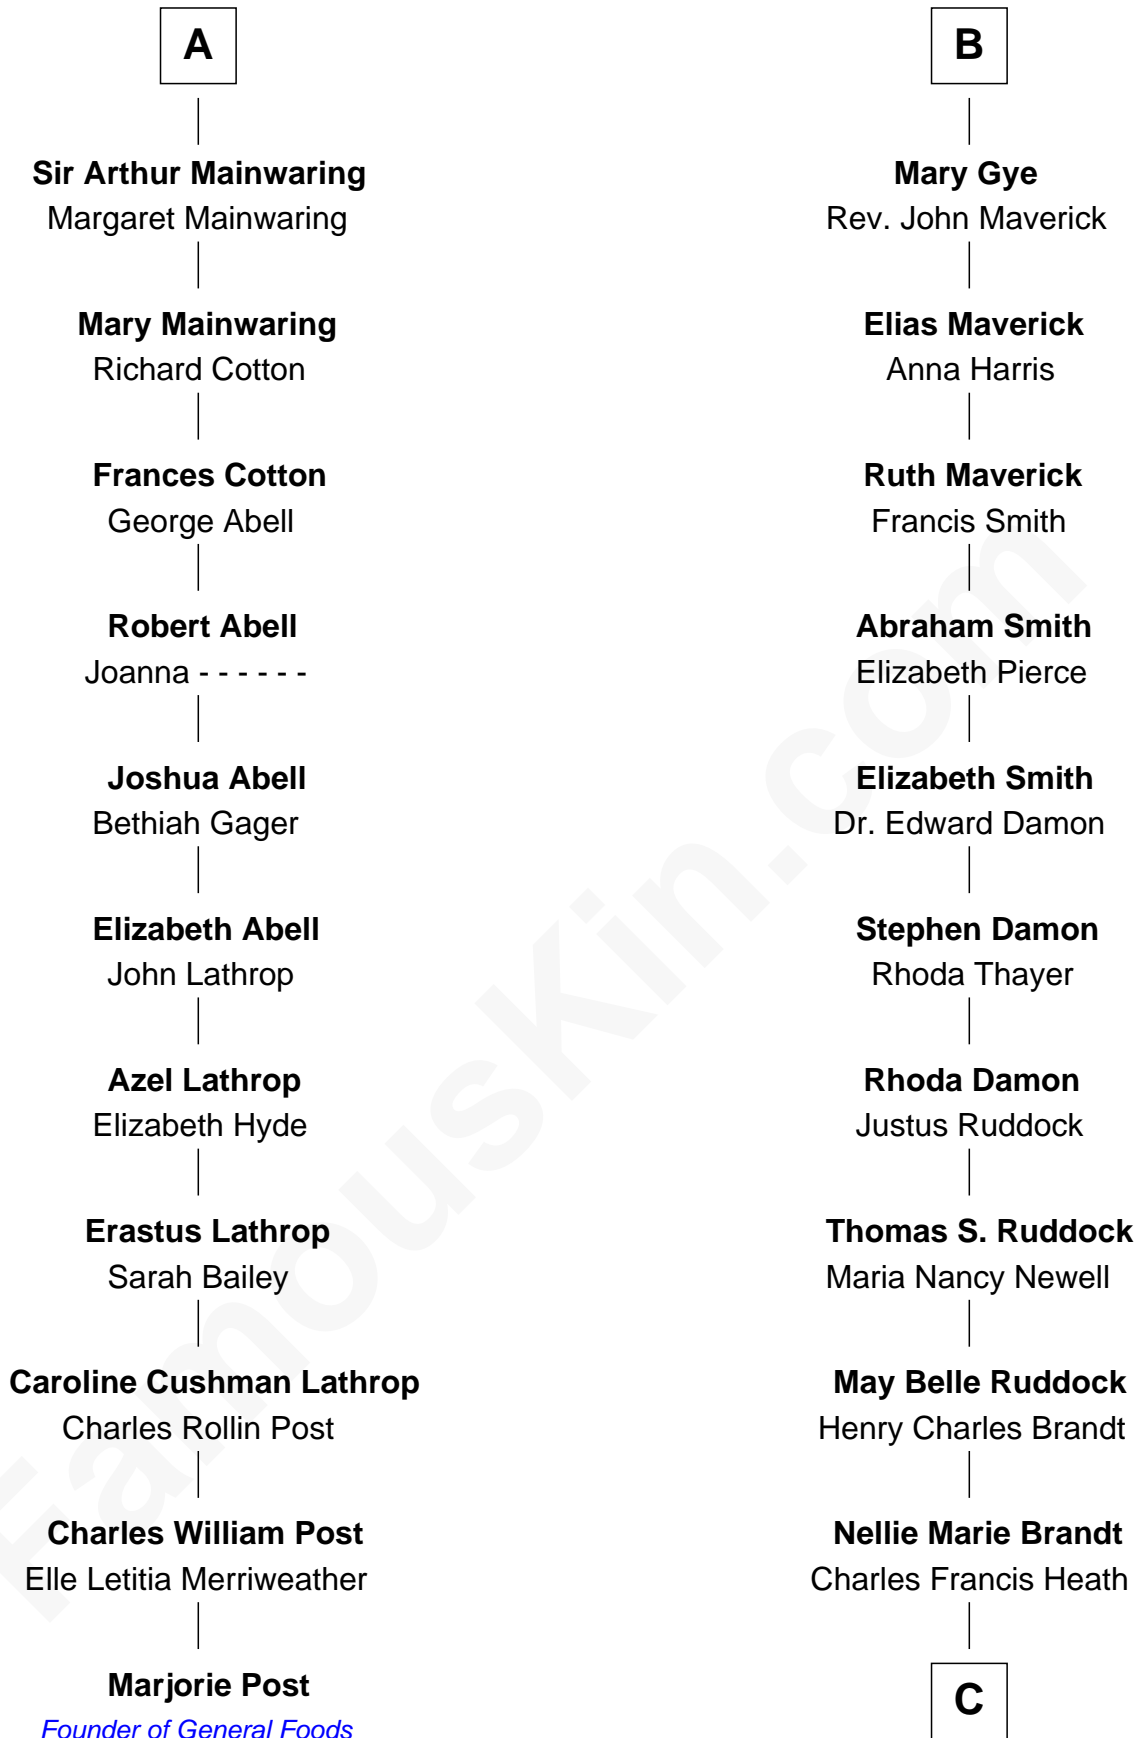 A
Sir Arthur Mainwaring
Margaret Mainwaring
Mary Mainwaring
Richard Cotton
Frances Cotton
George Abell
Robert Abell
Joanna - - - - - -
Joshua Abell
Bethiah Gager
Elizabeth Abell
John Lathrop
Azel Lathrop
Elizabeth Hyde
Erastus Lathrop
Sarah Bailey
Caroline Cushman Lathrop
Charles Rollin Post
Charles William Post
Elle Letitia Merriweather
Marjorie Post
Founder of General Foods
B
Mary Gye
Rev. John Maverick
Elias Maverick
Anna Harris
Ruth Maverick
Francis Smith
Abraham Smith
Elizabeth Pierce
Elizabeth Smith
Dr. Edward Damon
Stephen Damon
Rhoda Thayer
Rhoda Damon
Justus Ruddock
Thomas S. Ruddock
Maria Nancy Newell
May Belle Ruddock
Henry Charles Brandt
Nellie Marie Brandt
Charles Francis Heath
C
FamousKin.com